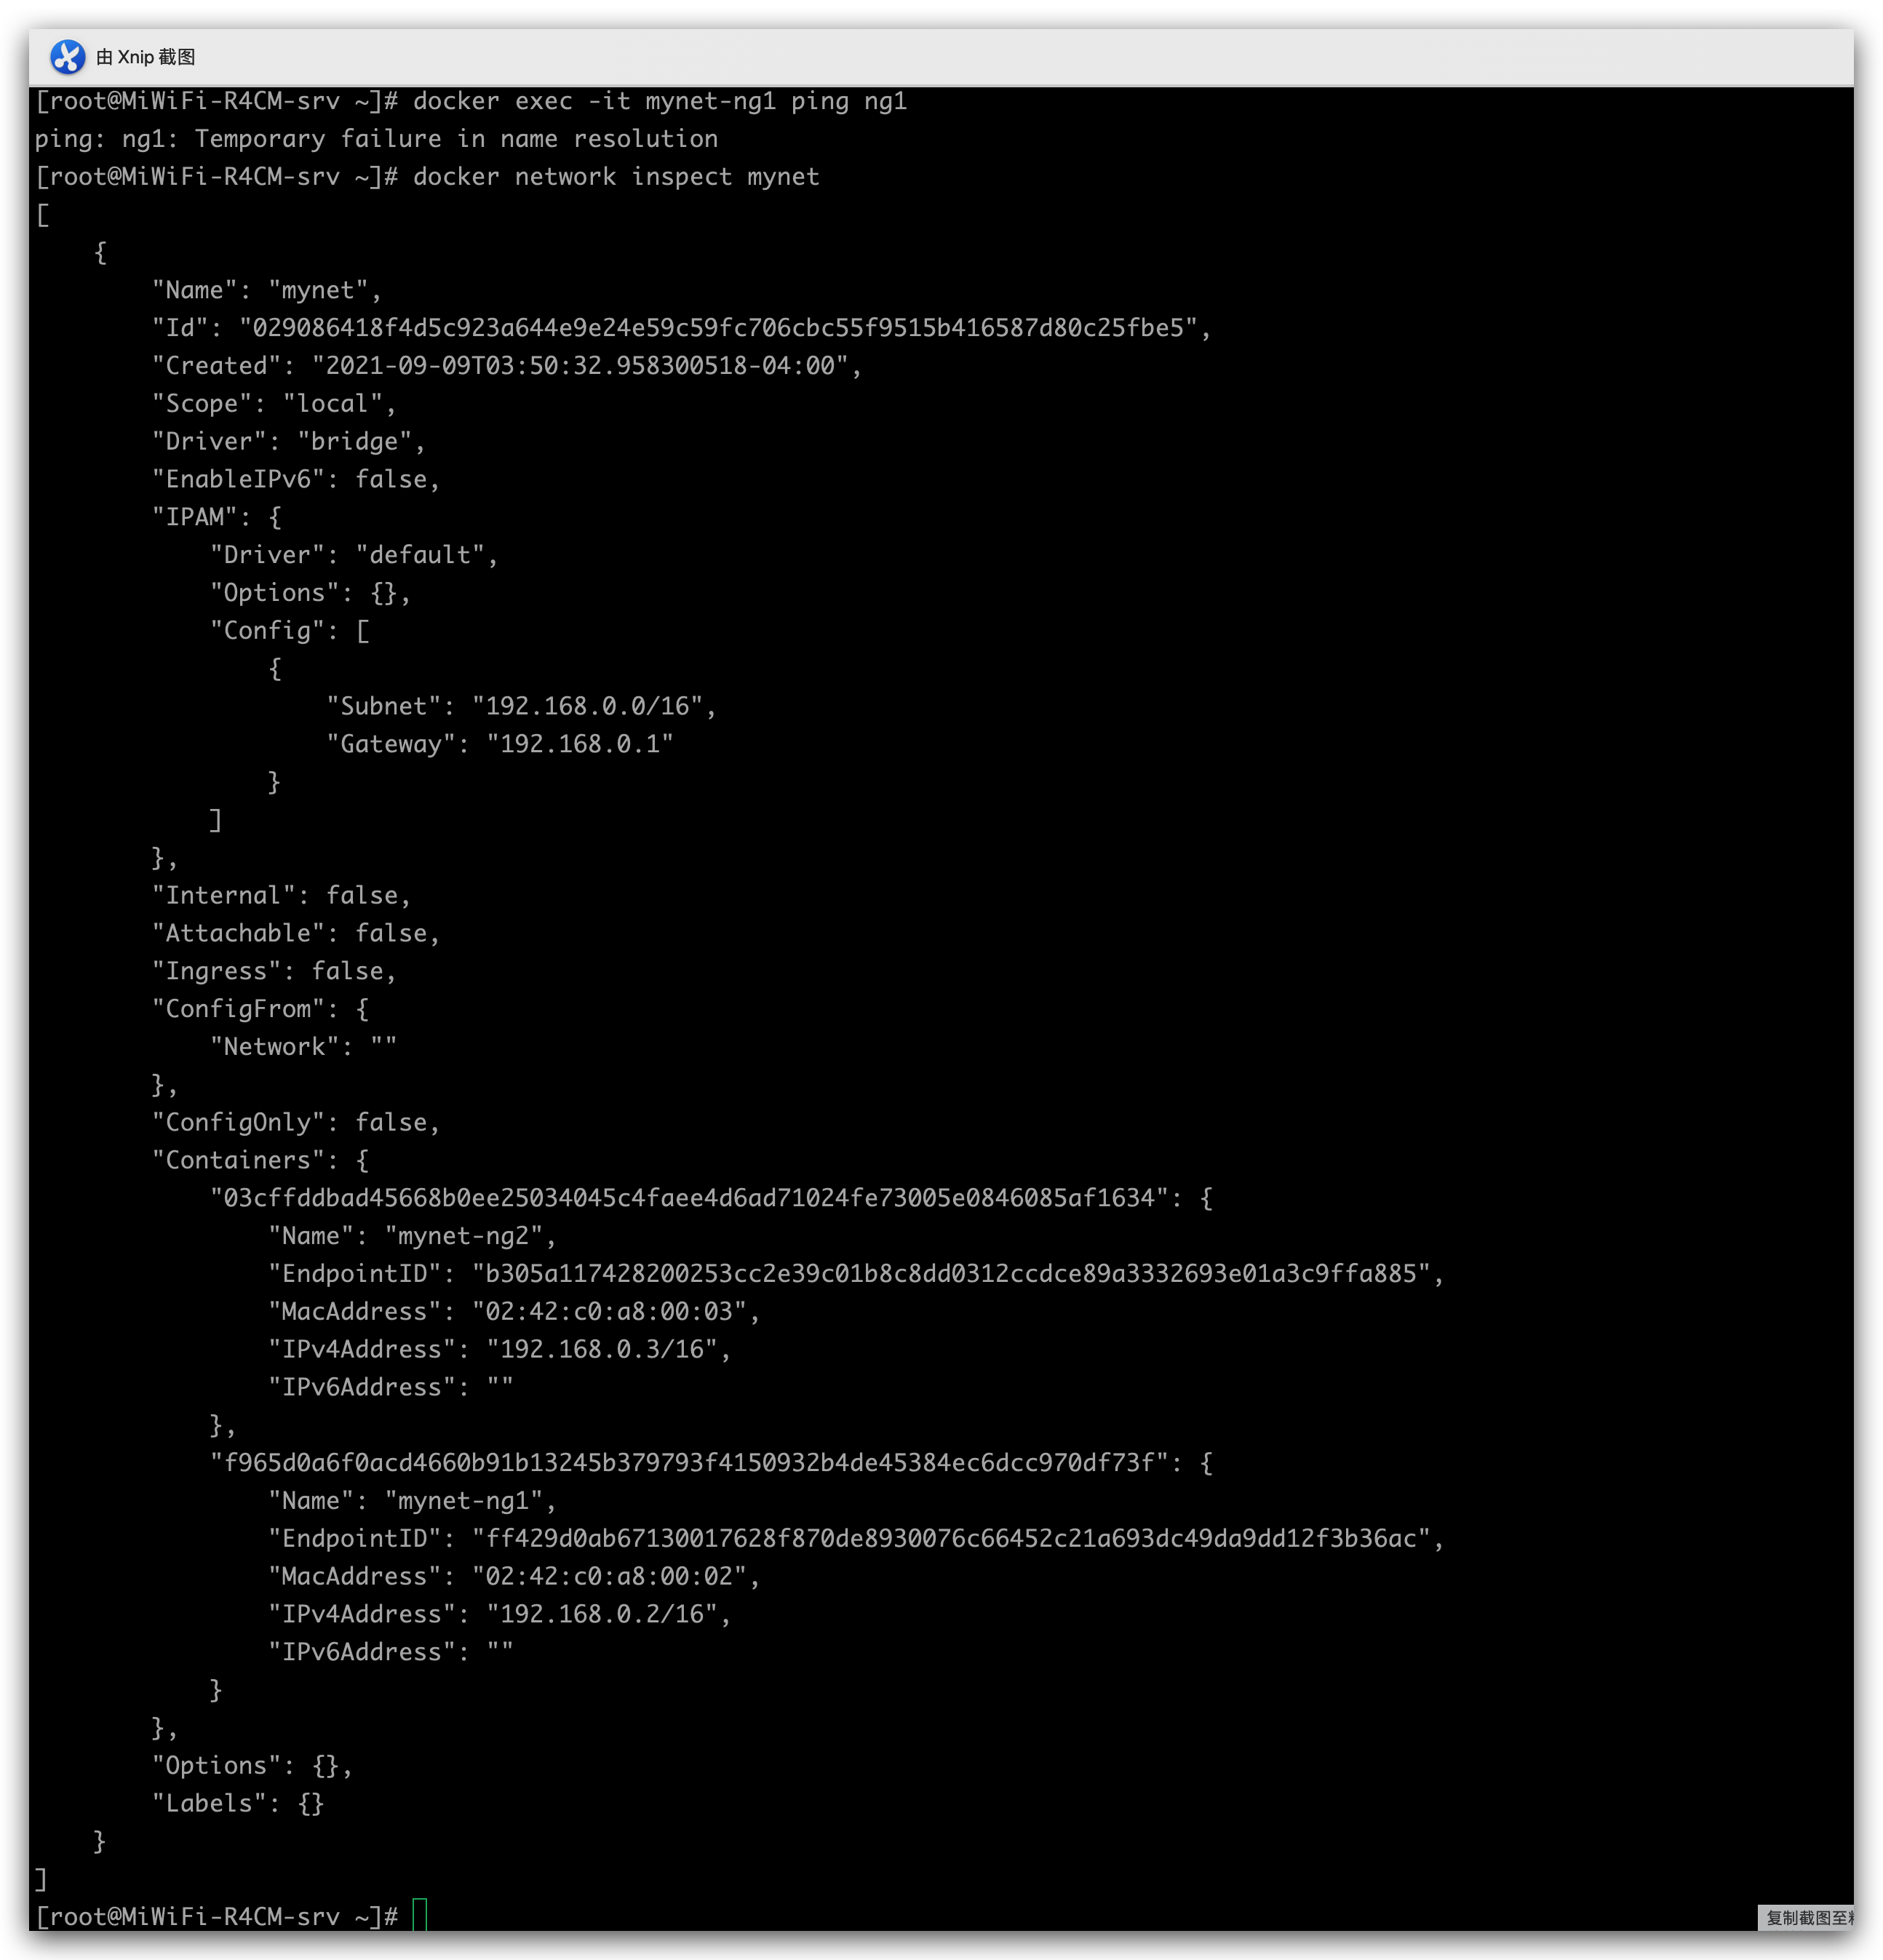 由 Xnip 截图
[root@MiWiFi-R4CM-srv ~]# docker exec -it mynet-ng1 ping ng1
ping: ng1: Temporary failure in name resolution
[root@MiWiFi-R4CM-srv ~]# docker network inspect mynet
[
    {
        "Name": "mynet",
        "Id": "029086418f4d5c923a644e9e24e59c59fc706cbc55f9515b416587d80c25fbe5",
        "Created": "2021-09-09T03:50:32.958300518-04:00",
        "Scope": "local",
        "Driver": "bridge",
        "EnableIPv6": false,
        "IPAM": {
            "Driver": "default",
            "Options": {},
            "Config": [
                {
                    "Subnet": "192.168.0.0/16",
                    "Gateway": "192.168.0.1"
                }
            ]
        },
        "Internal": false,
        "Attachable": false,
        "Ingress": false,
        "ConfigFrom": {
            "Network": ""
        },
        "ConfigOnly": false,
        "Containers": {
            "03cffddbad45668b0ee25034045c4faee4d6ad71024fe73005e0846085af1634": {
                "Name": "mynet-ng2",
                "EndpointID": "b305a117428200253cc2e39c01b8c8dd0312ccdce89a3332693e01a3c9ffa885",
                "MacAddress": "02:42:c0:a8:00:03",
                "IPv4Address": "192.168.0.3/16",
                "IPv6Address": ""
            },
            "f965d0a6f0acd4660b91b13245b379793f4150932b4de45384ec6dcc970df73f": {
                "Name": "mynet-ng1",
                "EndpointID": "ff429d0ab67130017628f870de8930076c66452c21a693dc49da9dd12f3b36ac",
                "MacAddress": "02:42:c0:a8:00:02",
                "IPv4Address": "192.168.0.2/16",
                "IPv6Address": ""
            }
        },
        "Options": {},
        "Labels": {}
    }
]
[root@MiWiFi-R4CM-srv ~]#
复制截图至